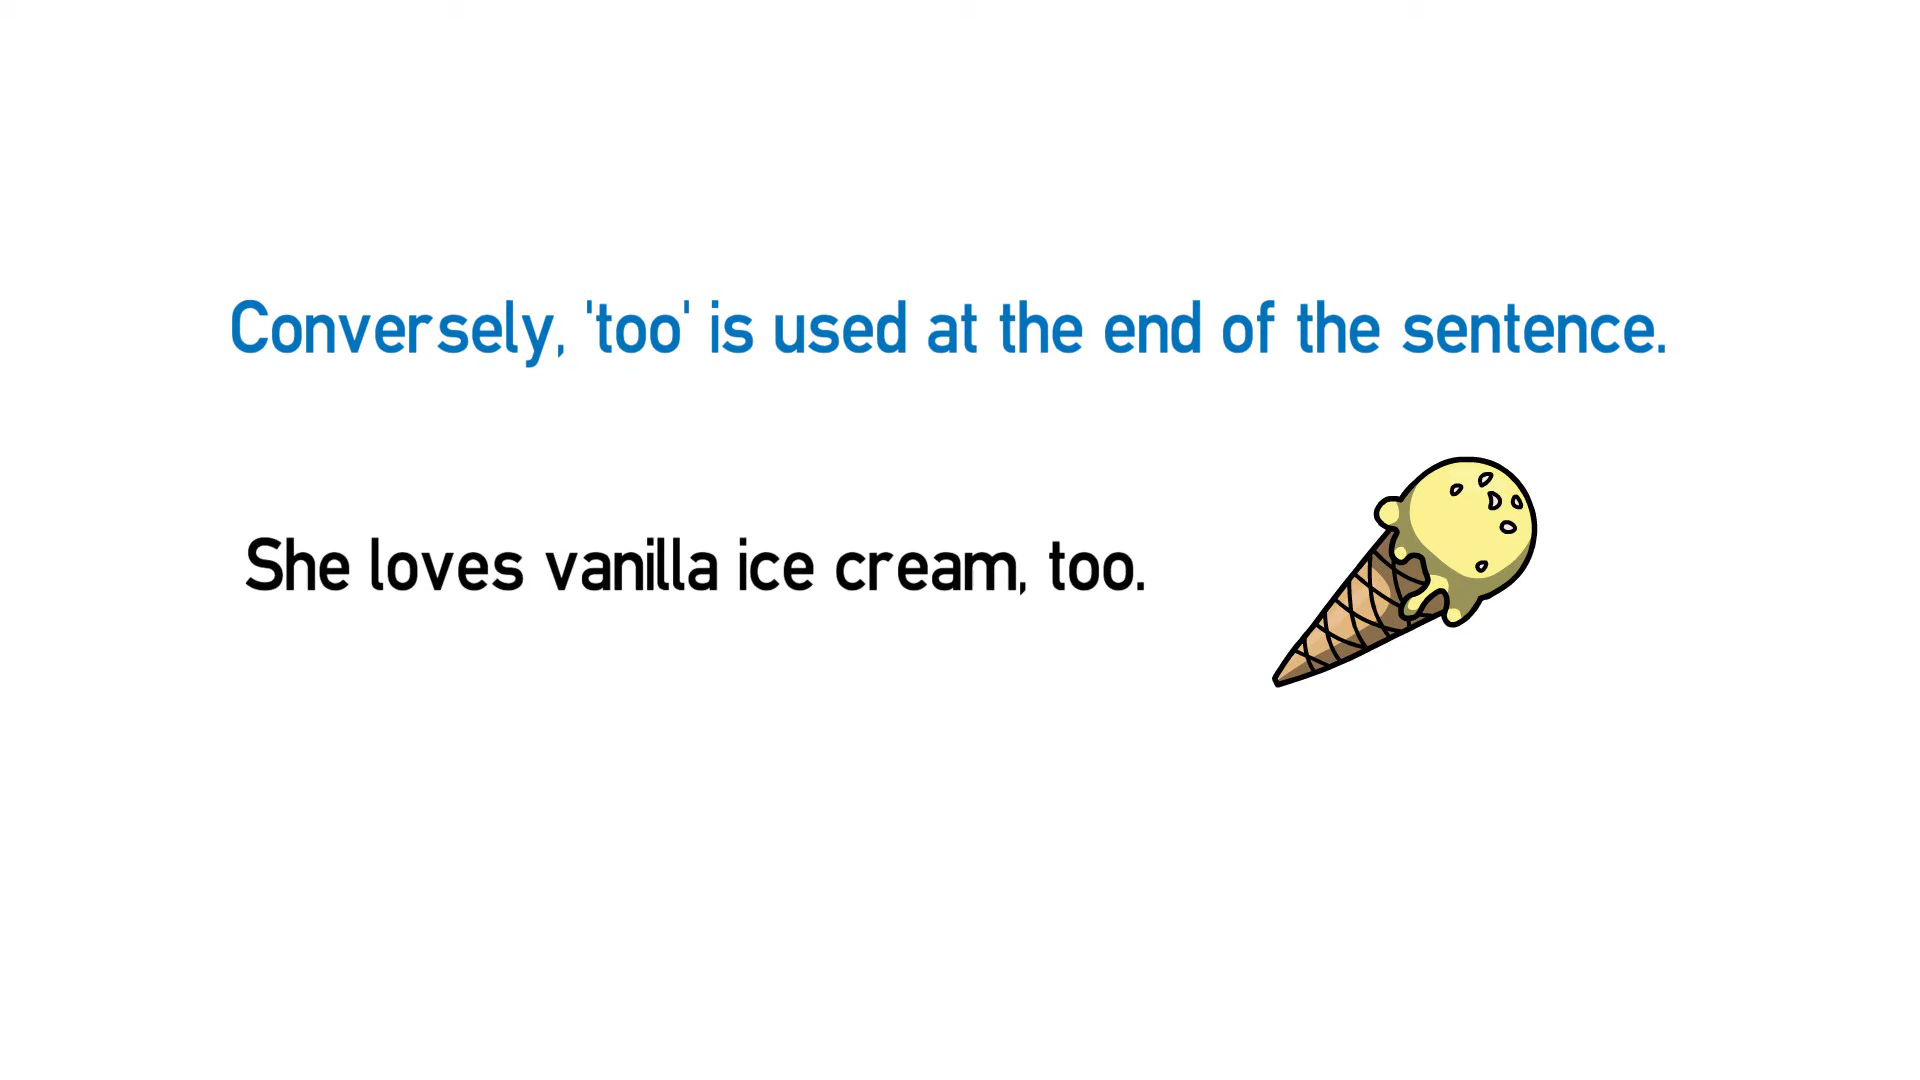 Conversely, 'too' is used at the end of the sentence.
She loves vanilla ice cream, too.